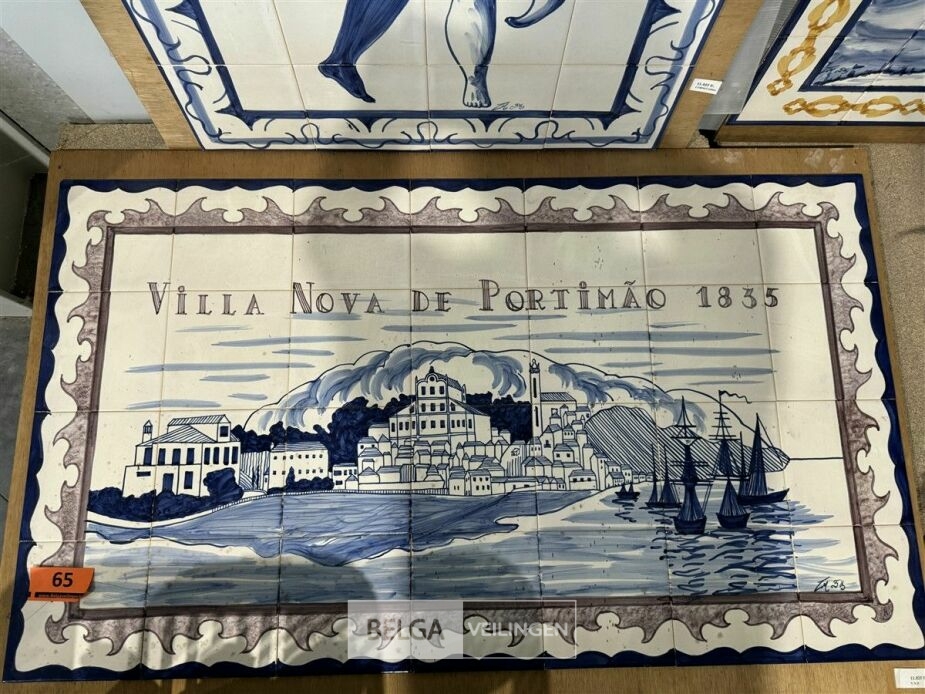 VILLA NOVA DE PORTIMÃO 1835
65
BELGA VEILINGEN